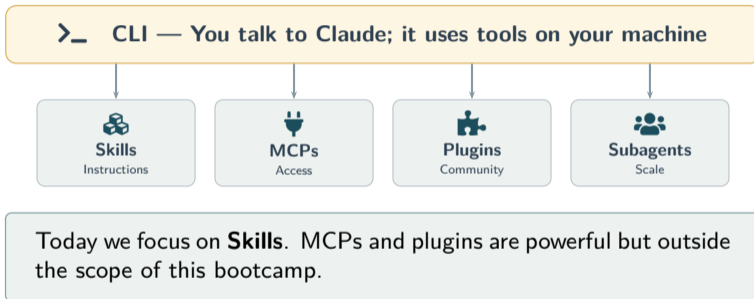 >_ CLI — You talk to Claude; it uses tools on your machine
Skills
Instructions
MCPs
Access
Plugins
Community
Subagents
Scale
Today we focus on Skills. MCPs and plugins are powerful but outside
the scope of this bootcamp.